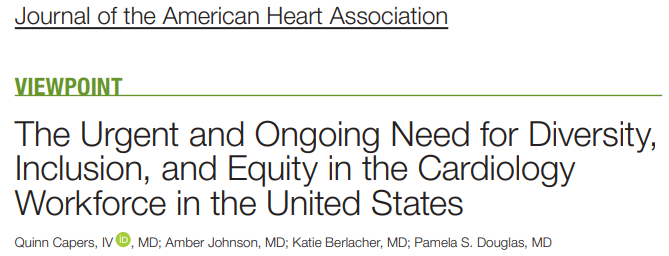 Journal of the American Heart Association
VIEWPOINT
The Urgent and Ongoing Need for Diversity,
Inclusion, and Equity in the Cardiology
Workforce in the United States
Quinn Capers, IV iD, MD; Amber Johnson, MD; Katie Berlacher, MD; Pamela S. Douglas, MD